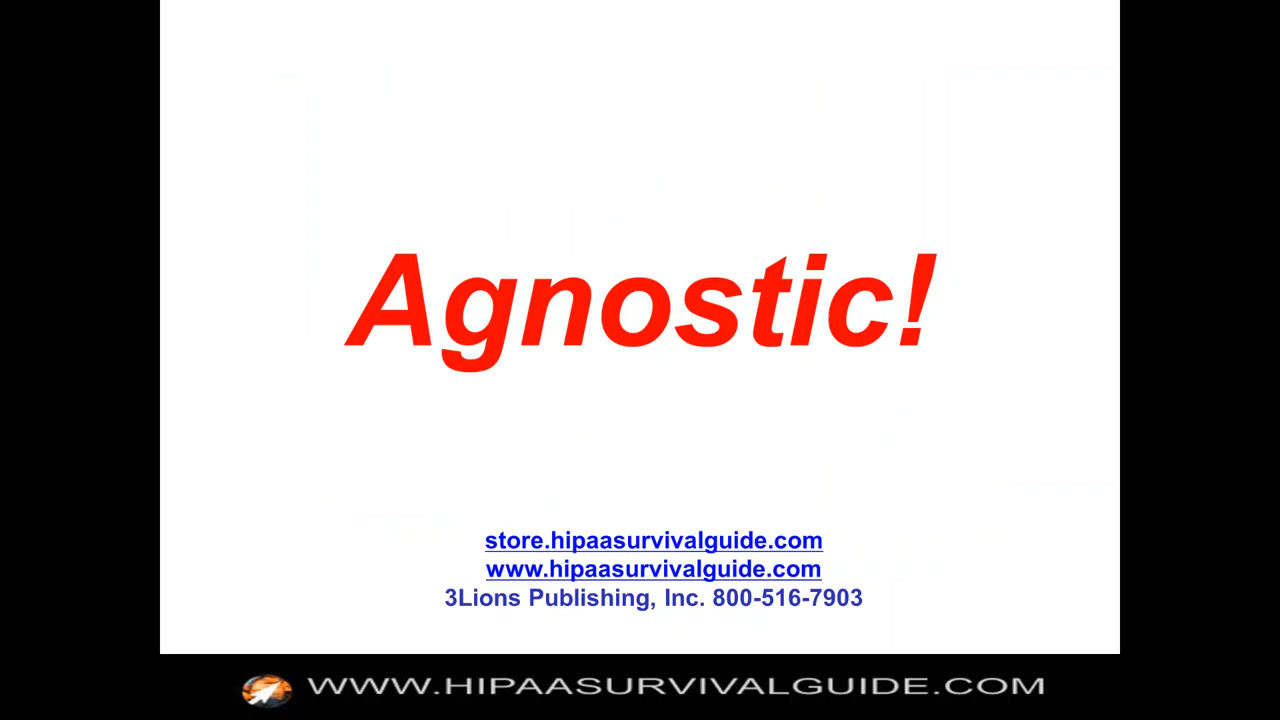 Agnostic!
store.hipaasurvivalguide.com
www.hipaasurvivalguide.com
3Lions Publishing, Inc. 800-516-7903
WWW.HIPAASURVIVALGUIDE.COM